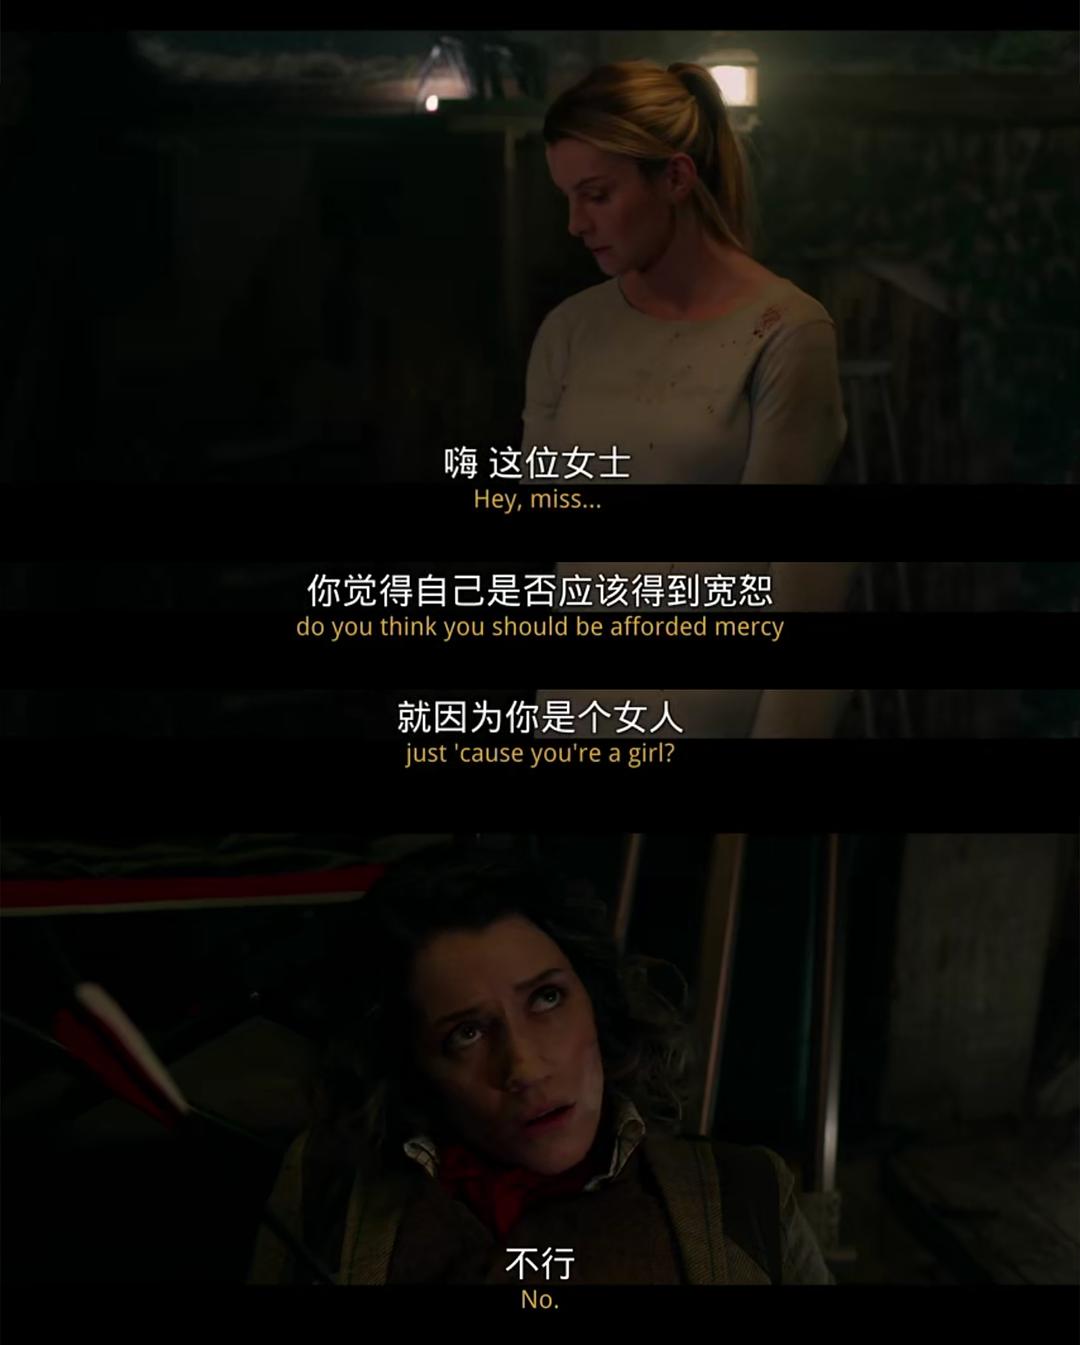 嗨 这位女士
Hey, miss...
你觉得自己是否应该得到宽恕
do you think you should be afforded mercy
就因为你是个女人
just 'cause you're a girl?
不行
No.